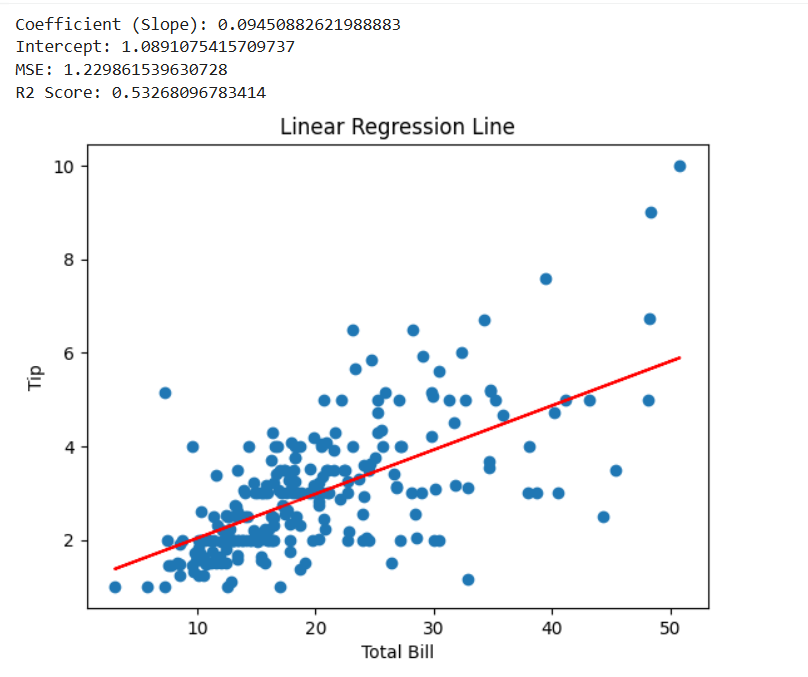 Coefficient (Slope): 0.09450882621988883
Intercept: 1.0891075415709737
MSE: 1.229861539630728
R2 Score: 0.53268096783414
Linear Regression Line
10
8
6
4
2
Tip
10 20 30 40 50
Total Bill